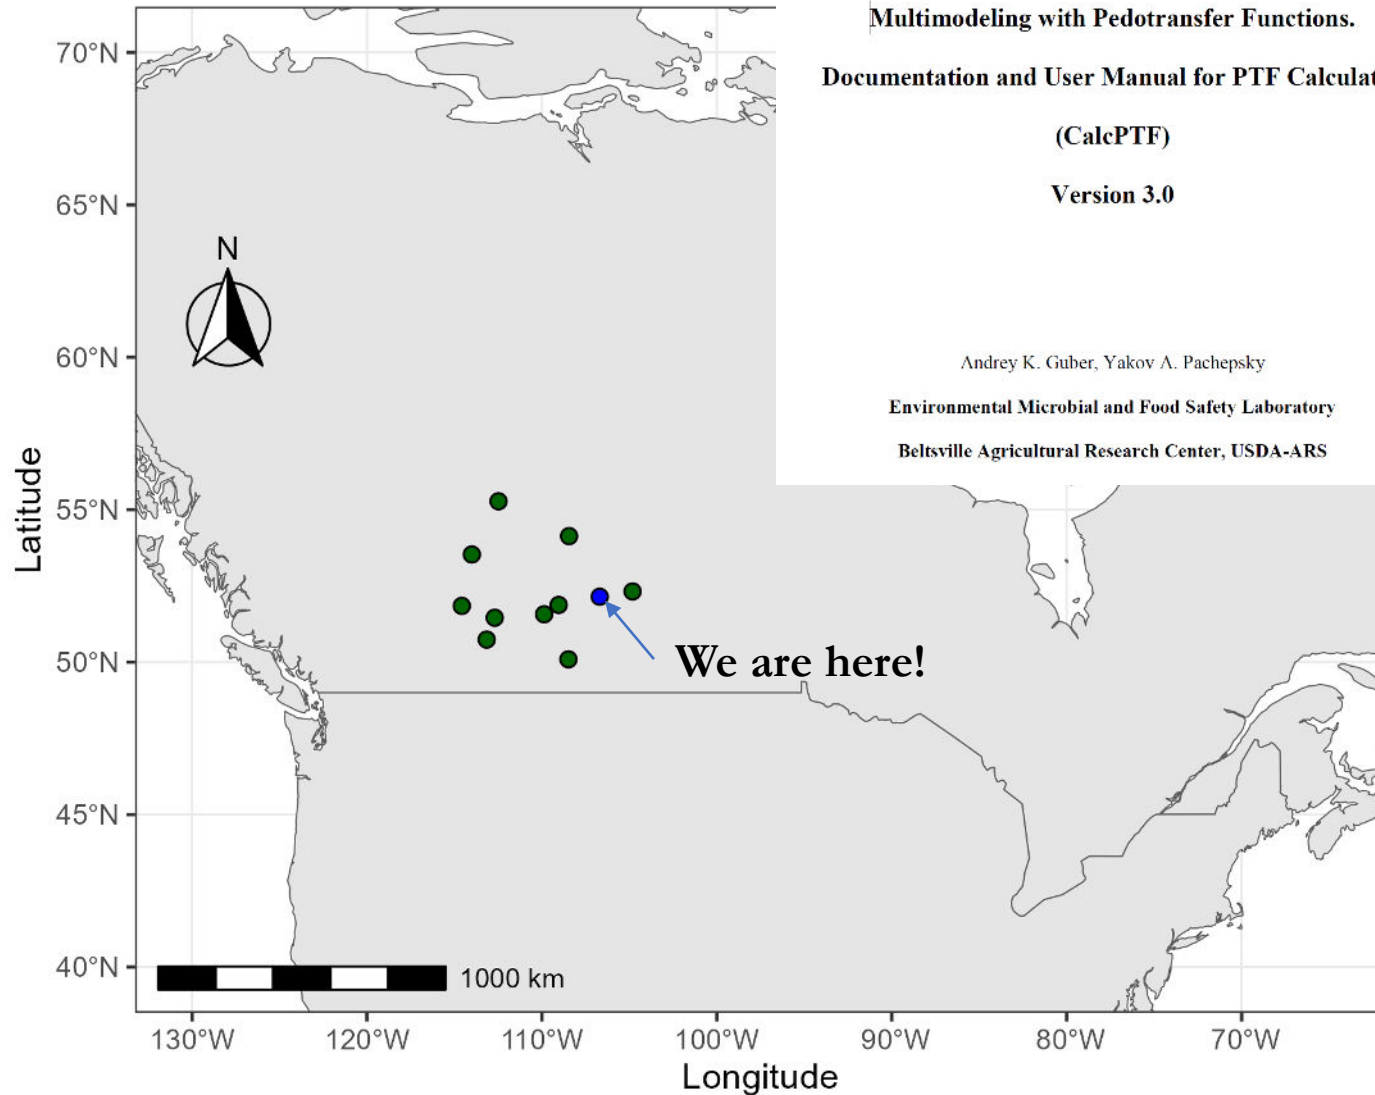 Multimodeling with Pedotransfer Functions.
Documentation and User Manual for PTF Calculat
(CalcPTF)
Version 3.0
Andrey K. Guber, Yakov A. Pachepsky
Environmental Microbial and Food Safety Laboratory
Beltsville Agricultural Research Center, USDA-ARS
70°N
65°N
60°N
55°N
50°N
45°N
40°N
Latitude
N
We are here!
1000 km
130°W 120°W 110°W 100°W 90°W 80°W 70°W
Longitude